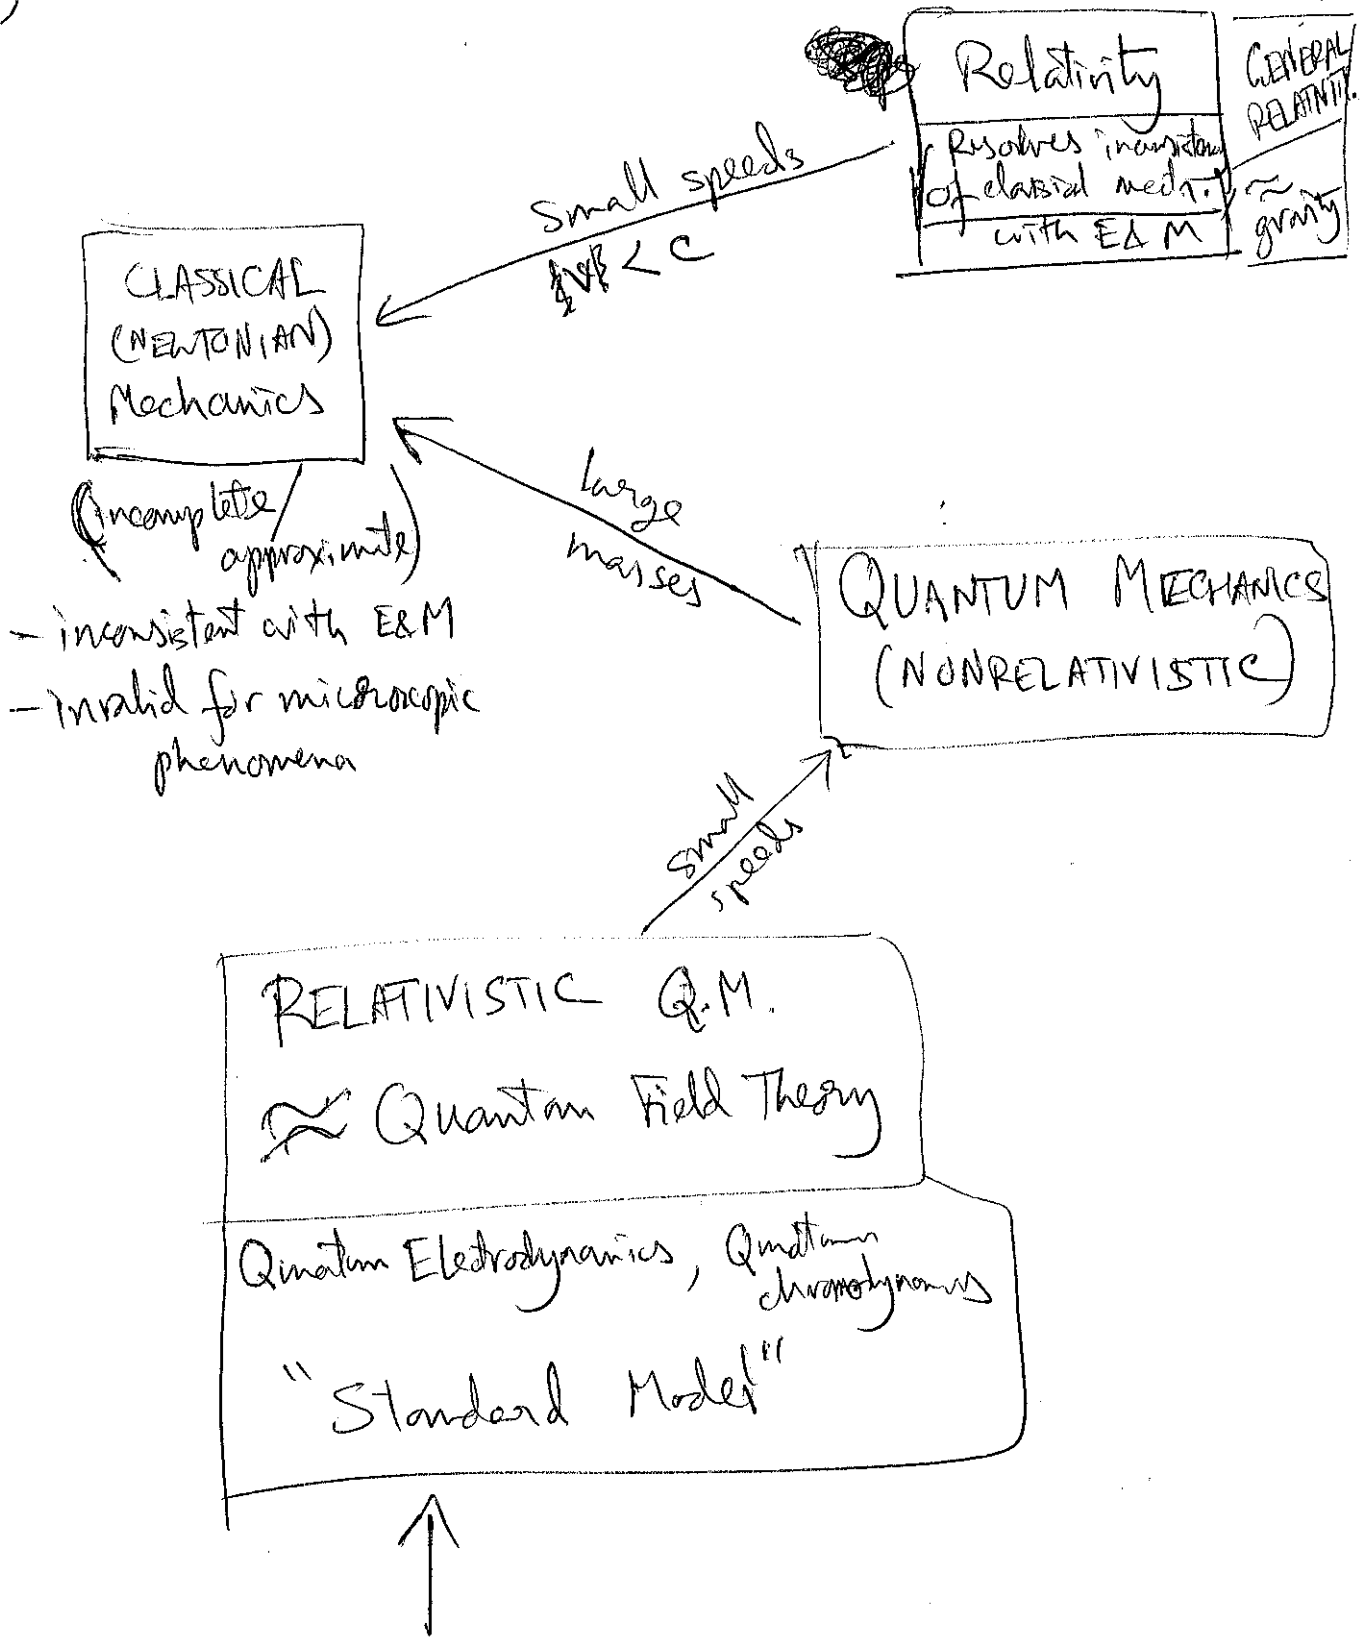 Relativity
Resolves inconsistency
of classical mech.
with E&M
GENERAL
RELATIVITY.
≈
gravity
small speeds
|v| < c
CLASSICAL
(NEWTONIAN)
Mechanics
(incomplete
approximate)
- inconsistent with E&M
- invalid for microscopic
phenomena
large
masses
QUANTUM MECHANICS
(NONRELATIVISTIC)
small
speeds
RELATIVISTIC Q.M.
≈ Quantum Field Theory
Quantum Electrodynamics, Quantum
chromodynamics
"Standard Model"